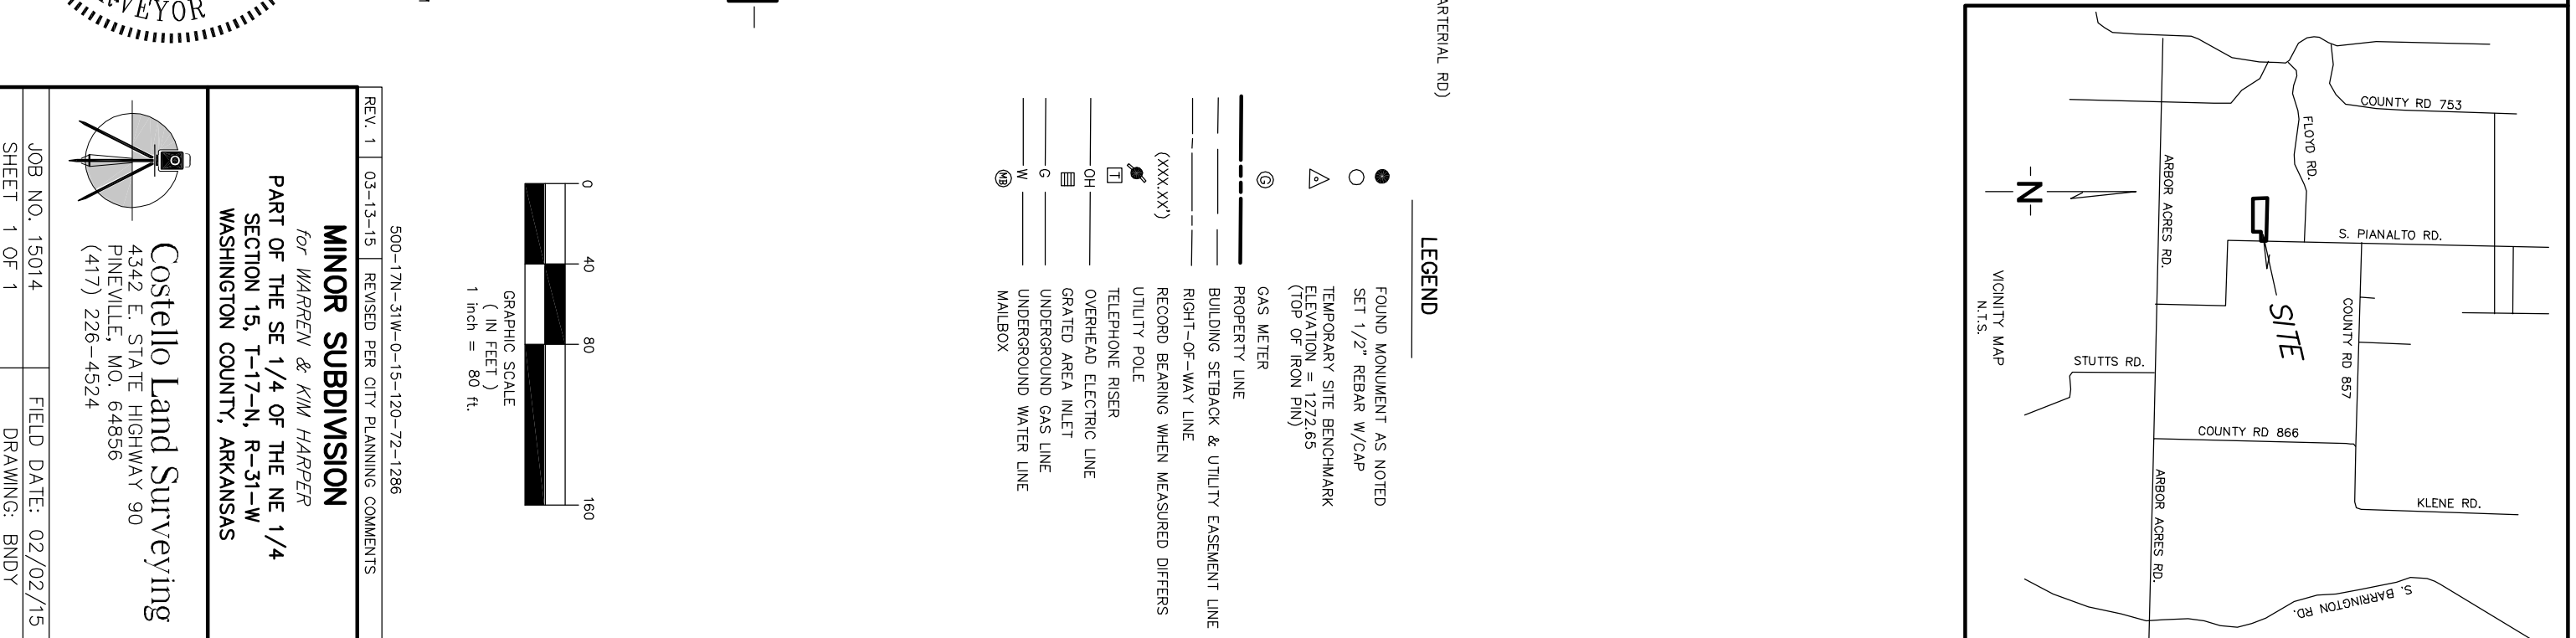 COUNTY RD 753
FLOYD RD.
ARBOR ACRES RD.
N
S. PIANALTO RD.
SITE
COUNTY RD 857
VICINITY MAP
N.T.S.
STUTTS RD.
COUNTY RD 866
KLENE RD.
ARBOR ACRES RD.
S. BARRINGTON RD.
ARTERIAL RD)
LEGEND
FOUND MONUMENT AS NOTED
SET 1/2" REBAR W/CAP
TEMPORARY SITE BENCHMARK
ELEVATION = 1272.65
(TOP OF IRON PIN)
G GAS METER
PROPERTY LINE
BUILDING SETBACK & UTILITY EASEMENT LINE
RIGHT-OF-WAY LINE
(XXX.XX') RECORD BEARING WHEN MEASURED DIFFERS
UTILITY POLE
T TELEPHONE RISER
OH OVERHEAD ELECTRIC LINE
GRATED AREA INLET
G UNDERGROUND GAS LINE
W UNDERGROUND WATER LINE
MB MAILBOX
0 40 80 160
GRAPHIC SCALE
( IN FEET )
1 inch = 80 ft.
500-17N-31W-0-15-120-72-1286
REV. 1 03-13-15 REVISED PER CITY PLANNING COMMENTS
MINOR SUBDIVISION
for WARREN & KIM HARPER
PART OF THE SE 1/4 OF THE NE 1/4
SECTION 15, T-17-N, R-31-W
WASHINGTON COUNTY, ARKANSAS
Costello Land Surveying
4342 E. STATE HIGHWAY 90
PINEVILLE, MO. 64856
(417) 226-4524
JOB NO. 15014 FIELD DATE: 02/02/15
SHEET 1 OF 1 DRAWING: BNDY
VEYOR